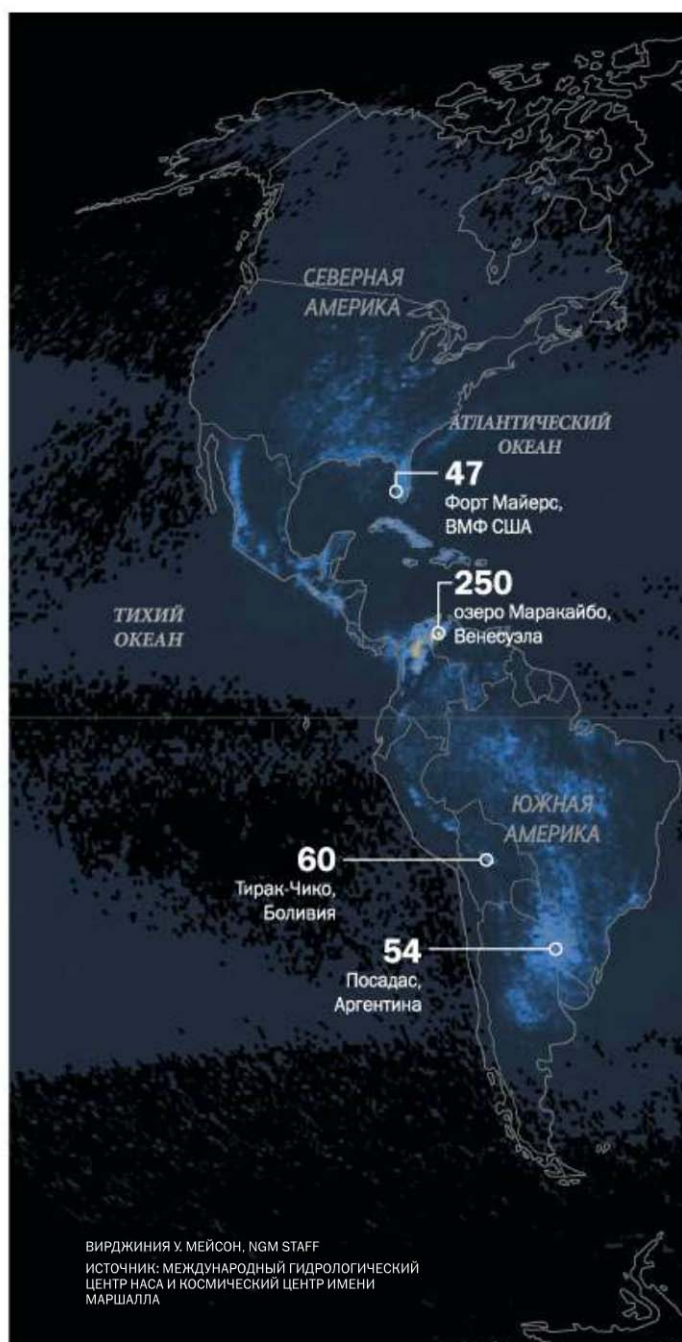 СЕВЕРНАЯ
АМЕРИКА
АТЛАНТИЧЕСКИЙ
ОКЕАН
47
Форт Майерс,
ВМФ США
250
озеро Маракайбо,
Венесуэла
ТИХИЙ
ОКЕАН
ЮЖНАЯ
АМЕРИКА
60
Тирак-Чико,
Боливия
54
Посадас,
Аргентина
ВИРДЖИНИЯ У. МЕЙСОН, NGM STAFF
ИСТОЧНИК: МЕЖДУНАРОДНЫЙ ГИДРОЛОГИЧЕСКИЙ
ЦЕНТР НАСА И КОСМИЧЕСКИЙ ЦЕНТР ИМЕНИ
МАРШАЛЛА